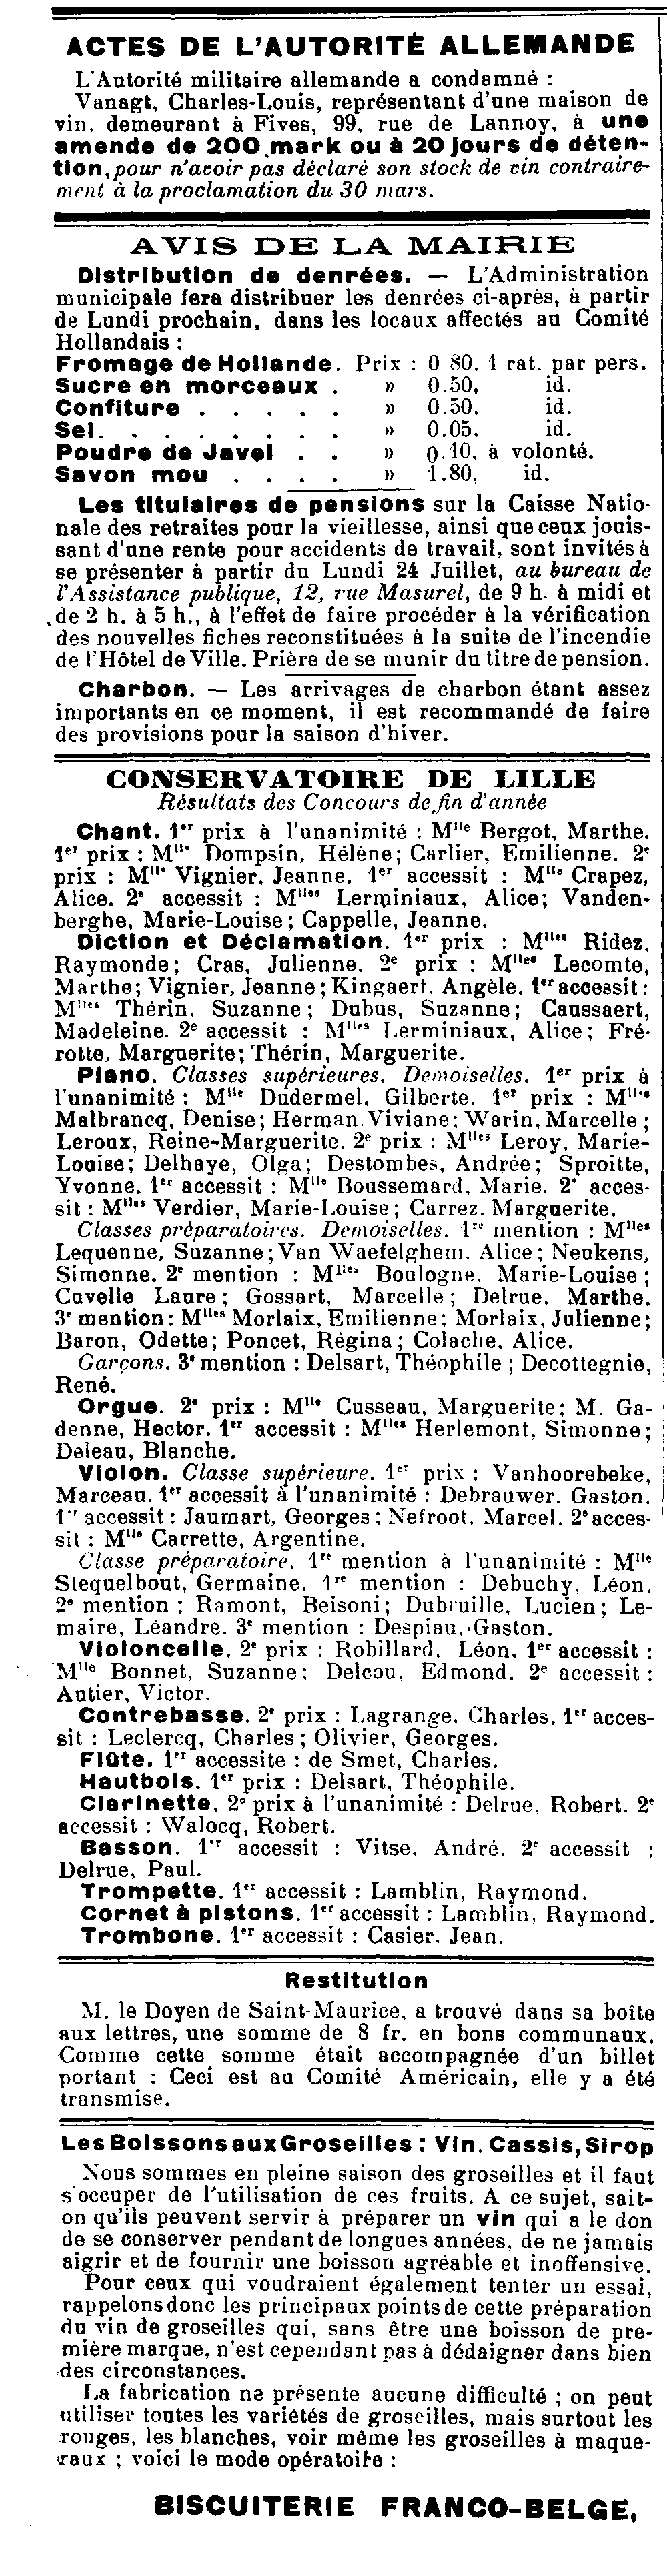 ACTES DE L'AUTORITÉ ALLEMANDE
L'Autorité militaire allemande a condamné :
Vanagt, Charles-Louis, représentant d'une maison de
vin, demeurant à Fives, 99, rue de Lannoy, à une
amende de 200 mark ou à 20 jours de déten-
tion, pour n'avoir pas déclaré son stock de vin contraire-
ment à la proclamation du 30 mars.
AVIS DE LA MAIRIE
Distribution de denrées. — L'Administration
municipale fera distribuer les denrées ci-après, à partir
de Lundi prochain, dans les locaux affectés au Comité
Hollandais :
Fromage de Hollande. Prix : 0 80, 1 rat. par pers.
Sucre en morceaux . » 0.50, id.
Confiture . . . . . » 0.50, id.
Sel. . . . . . . . » 0.05, id.
Poudre de Javel . . » 0.10, à volonté.
Savon mou . . . . » 1.80, id.
Les titulaires de pensions sur la Caisse Natio-
nale des retraites pour la vieillesse, ainsi que ceux jouis-
sant d'une rente pour accidents de travail, sont invités à
se présenter à partir du Lundi 24 Juillet, au bureau de
l'Assistance publique, 12, rue Masurel, de 9 h. à midi et
de 2 h. à 5 h., à l'effet de faire procéder à la vérification
des nouvelles fiches reconstituées à la suite de l'incendie
de l'Hôtel de Ville. Prière de se munir du titre de pension.
Charbon. — Les arrivages de charbon étant assez
importants en ce moment, il est recommandé de faire
des provisions pour la saison d'hiver.
CONSERVATOIRE DE LILLE
Résultats des Concours de fin d'année
Chant. 1er prix à l'unanimité : Mlle Bergot, Marthe.
1er prix : Mlle Dompsin, Hélène; Carlier, Emilienne. 2e
prix : Mlle Vignier, Jeanne. 1er accessit : Mlle Crapez,
Alice. 2e accessit : Mlles Lerminiaux, Alice; Vanden-
berghe, Marie-Louise; Cappelle, Jeanne.
Diction et Déclamation. 1er prix : Mlles Ridez,
Raymonde; Cras, Julienne. 2e prix : Mlles Lecomte,
Marthe; Vignier, Jeanne; Kingaert, Angèle. 1er accessit :
Mlles Thérin, Suzanne; Dubus, Suzanne; Caussaert,
Madeleine. 2e accessit : Mlles Lerminiaux, Alice; Fré-
rotte, Marguerite; Thérin, Marguerite.
Piano. Classes supérieures. Demoiselles. 1er prix à
l'unanimité : Mlle Dudermel, Gilberte. 1er prix : Mlles
Malbrancq, Denise; Herman, Viviane; Warin, Marcelle ;
Leroux, Reine-Marguerite. 2e prix : Mlles Leroy, Marie-
Louise; Delhaye, Olga; Destombes, Andrée; Sproitte,
Yvonne. 1er accessit : Mlle Boussemard, Marie. 2e acces-
sit : Mlles Verdier, Marie-Louise; Carrez, Marguerite.
Classes préparatoires. Demoiselles. 1re mention : Mlles
Lequenne, Suzanne; Van Waefelghem, Alice; Neukens,
Simonne. 2e mention : Mlles Boulogne, Marie-Louise ;
Cuvelle Laure; Gossart, Marcelle; Delrue, Marthe.
3e mention : Mlles Morlaix, Emilienne; Morlaix, Julienne;
Baron, Odette; Poncet, Régina; Colache, Alice.
Garçons. 3e mention : Delsart, Théophile ; Decottegnie,
René.
Orgue. 2e prix : Mlle Cusseau, Marguerite; M. Ga-
denne, Hector. 1er accessit : Mlles Herlemont, Simonne;
Deleau, Blanche.
Violon. Classe supérieure. 1er prix : Vanhoorebeke,
Marceau. 1er accessit à l'unanimité : Debrauwer, Gaston.
1er accessit : Jaumart, Georges; Nefroot, Marcel. 2e acces-
sit : Mlle Carrette, Argentine.
Classe préparatoire. 1re mention à l'unanimité : Mlle
Stequelbout, Germaine. 1re mention : Debuchy, Léon.
2e mention : Ramont, Beisoni; Dubruille, Lucien; Le-
maire, Léandre. 3e mention : Despiau, Gaston.
Violoncelle. 2e prix : Robillard, Léon. 1er accessit :
Mlle Bonnet, Suzanne; Delcou, Edmond. 2e accessit :
Autier, Victor.
Contrebasse. 2e prix : Lagrange, Charles. 1er acces-
sit : Leclercq, Charles; Olivier, Georges.
Flûte. 1er accessite : de Smet, Charles.
Hautbois. 1er prix : Delsart, Théophile.
Clarinette. 2e prix à l'unanimité : Delrue, Robert. 2e
accessit : Walocq, Robert.
Basson. 1er accessit : Vitse, André. 2e accessit :
Delrue, Paul.
Trompette. 1er accessit : Lamblin, Raymond.
Cornet à pistons. 1er accessit : Lamblin, Raymond.
Trombone. 1er accessit : Casier, Jean.
Restitution
M. le Doyen de Saint-Maurice, a trouvé dans sa boîte
aux lettres, une somme de 8 fr. en bons communaux.
Comme cette somme était accompagnée d'un billet
portant : Ceci est au Comité Américain, elle y a été
transmise.
Les Boissons aux Groseilles : Vin, Cassis, Sirop
Nous sommes en pleine saison des groseilles et il faut
s'occuper de l'utilisation de ces fruits. A ce sujet, sait-
on qu'ils peuvent servir à préparer un vin qui a le don
de se conserver pendant de longues années, de ne jamais
aigrir et de fournir une boisson agréable et inoffensive.
Pour ceux qui voudraient également tenter un essai,
rappelons donc les principaux points de cette préparation
du vin de groseilles qui, sans être une boisson de pre-
mière marque, n'est cependant pas à dédaigner dans bien
des circonstances.
La fabrication ne présente aucune difficulté ; on peut
utiliser toutes les variétés de groseilles, mais surtout les
rouges, les blanches, voir même les groseilles à maque-
raux ; voici le mode opératoire :
BISCUITERIE FRANCO-BELGE,